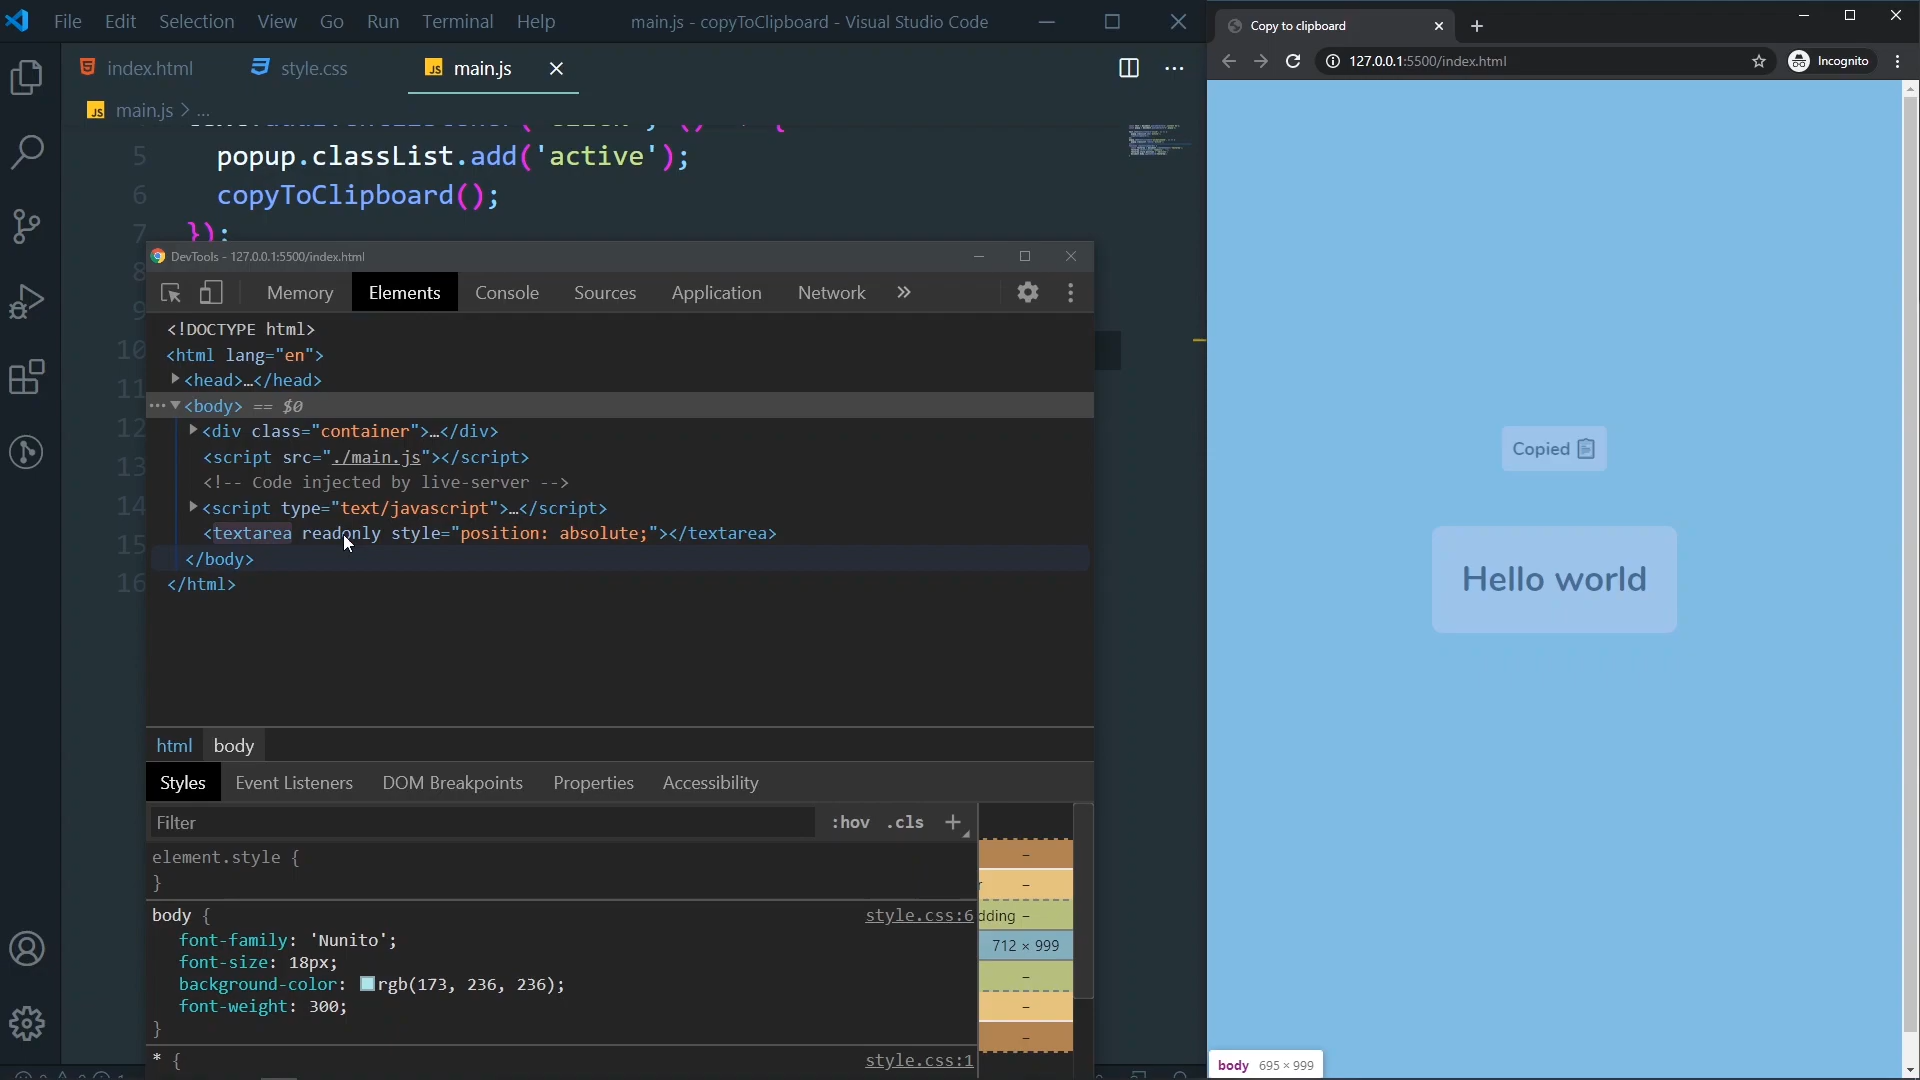 File Edit Selection View Go Run Terminal Help
main.js - copyToClipboard - Visual Studio Code
index.html
style.css
main.js
main.js > ...
5 popup.classList.add('active');
6 copyToClipboard();
7 });
8
9
10
11
12
13
14
15
16
DevTools - 127.0.0.1:5500/index.html
Memory Elements Console Sources Application Network »
<!DOCTYPE html>
<html lang="en">
<head>…</head>
<body> == $0
<div class="container">…</div>
<script src="./main.js"></script>
<!-- Code injected by live-server -->
<script type="text/javascript">…</script>
<textarea readonly style="position: absolute;"></textarea>
</body>
</html>
html body
Styles Event Listeners DOM Breakpoints Properties Accessibility
Filter
:hov .cls +
element.style {
}
body {
style.css:6
font-family: 'Nunito';
font-size: 18px;
background-color: rgb(173, 236, 236);
font-weight: 300;
}
* {
style.css:1
dding –
712 × 999
Copy to clipboard
127.0.0.1:5500/index.html
Incognito
Copied
Hello world
body 695 × 999